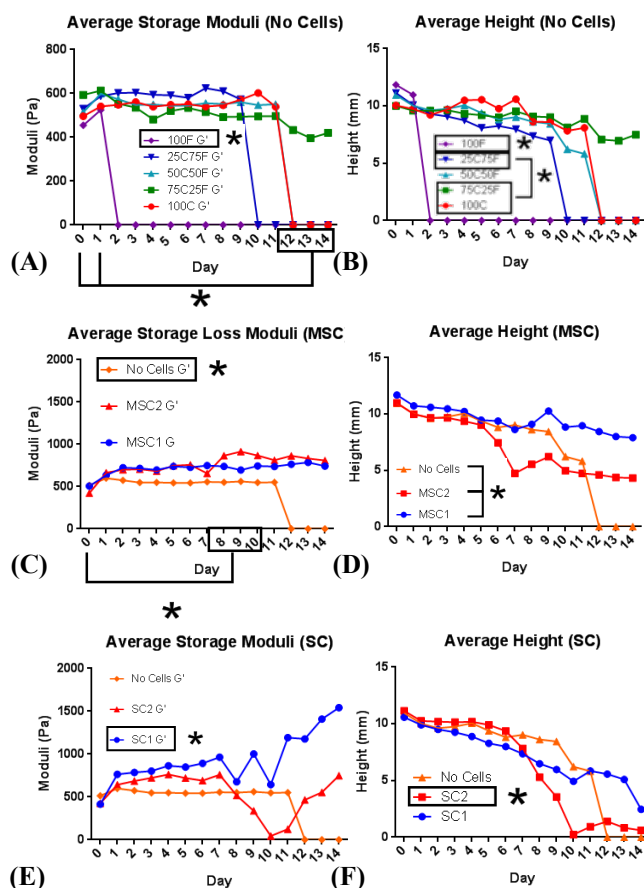 Average Storage Moduli (No Cells)
Moduli (Pa)
800
600
400
200
0
100F G'
*
25C75F G'
50C50F G'
75C25F G'
100C G'
0 1 2 3 4 5 6 7 8 9 10 11 12 13 14
Day
(A)
*
Average Height (No Cells)
Height (mm)
15
10
5
0
100F
*
25C75F
50C50F
*
75C25F
100C
0 1 2 3 4 5 6 7 8 9 10 11 12 13 14
Day
(B)
Average Storage Loss Moduli (MSC
Moduli (Pa)
2000
1500
1000
500
0
No Cells G'
*
MSC2 G'
MSC1 G
0 1 2 3 4 5 6 7 8 9 10 11 12 13 14
Day
(C)
*
Average Height (MSC)
Height (mm)
15
10
5
0
No Cells
MSC2
*
MSC1
0 1 2 3 4 5 6 7 8 9 10 11 12 13 14
Day
(D)
Average Storage Moduli (SC)
Moduli (Pa)
2000
1500
1000
500
0
No Cells G'
SC2 G'
SC1 G'
*
0 1 2 3 4 5 6 7 8 9 10 11 12 13 14
Day
(E)
Average Height (SC)
Height (mm)
15
10
5
0
No Cells
SC2
*
SC1
0 1 2 3 4 5 6 7 8 9 10 11 12 13 14
Day
(F)